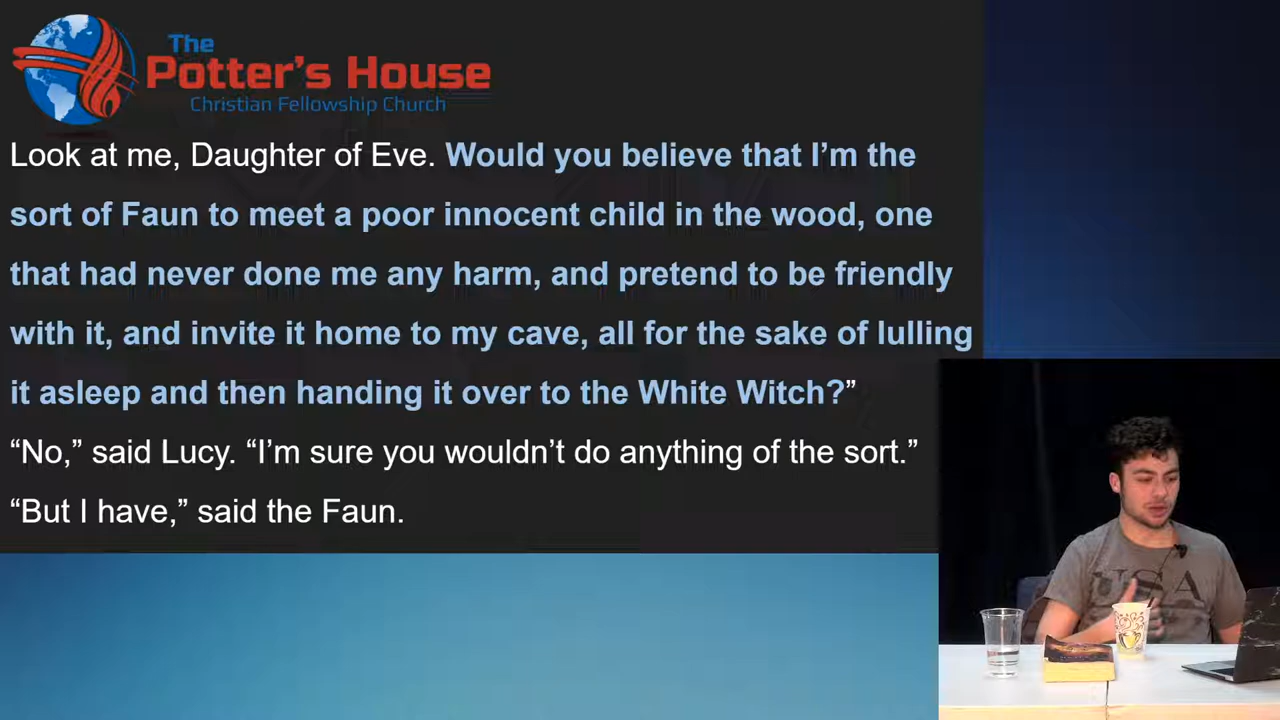 The
Potter's House
Christian Fellowship Church
Look at me, Daughter of Eve. Would you believe that I’m the
sort of Faun to meet a poor innocent child in the wood, one
that had never done me any harm, and pretend to be friendly
with it, and invite it home to my cave, all for the sake of lulling
it asleep and then handing it over to the White Witch?”
“No,” said Lucy. “I’m sure you wouldn’t do anything of the sort.”
“But I have,” said the Faun.
USA